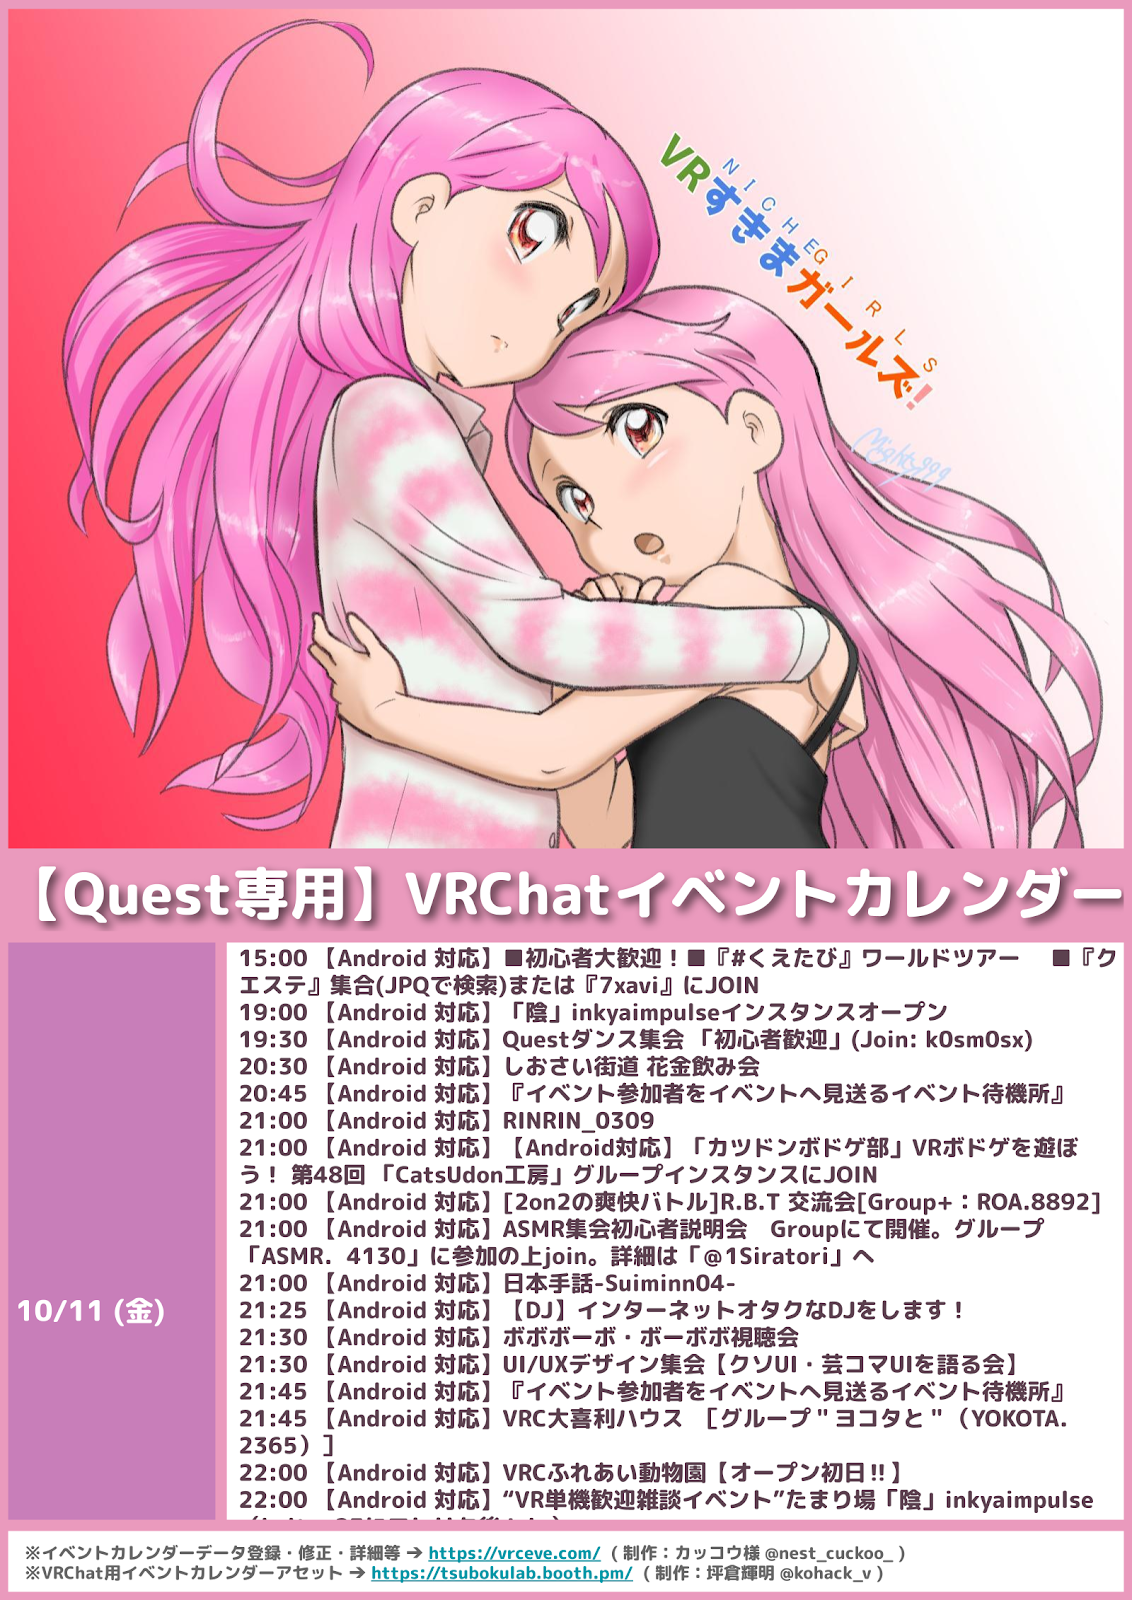 VRすきまガールズ!
NICHEGIRLS
Mighty999
【Quest専用】VRChatイベントカレンダー
10/11 (金)
15:00 【Android 対応】■初心者大歓迎！■『#くえたび』ワールドツアー　 ■『ク
エステ』集合(JPQで検索)または『7xavi』にJOIN
19:00 【Android 対応】「陰」inkyaimpulseインスタンスオープン
19:30 【Android 対応】Questダンス集会 「初心者歓迎」(Join: k0sm0sx)
20:30 【Android 対応】しおさい街道 花金飲み会
20:45 【Android 対応】『イベント参加者をイベントへ見送るイベント待機所』
21:00 【Android 対応】RINRIN_0309
21:00 【Android 対応】【Android対応】「カツドンボドゲ部」VRボドゲを遊ぼ
う！ 第48回 「CatsUdon工房」グループインスタンスにJOIN
21:00 【Android 対応】[2on2の爽快バトル]R.B.T 交流会[Group+：ROA.8892]
21:00 【Android 対応】ASMR集会初心者説明会　Groupにて開催。グループ
「ASMR．4130」に参加の上join。詳細は「@1Siratori」へ
21:00 【Android 対応】日本手話-Suiminn04-
21:25 【Android 対応】【DJ】インターネットオタクなDJをします！
21:30 【Android 対応】ボボボーボ・ボーボボ視聴会
21:30 【Android 対応】UI/UXデザイン集会【クソUI・芸コマUIを語る会】
21:45 【Android 対応】『イベント参加者をイベントへ見送るイベント待機所』
21:45 【Android 対応】VRC大喜利ハウス　［グループ＂ヨコタと＂（YOKOTA.
2365）］
22:00 【Android 対応】VRCふれあい動物園【オープン初日!!】
22:00 【Android 対応】“VR単機歓迎雑談イベント”たまり場「陰」inkyaimpulse
※イベントカレンダーデータ登録・修正・詳細等 → https://vrceve.com/ ( 制作：カッコウ様 @nest_cuckoo_ )
※VRChat用イベントカレンダーアセット → https://tsubokulab.booth.pm/ ( 制作：坪倉輝明 @kohack_v )